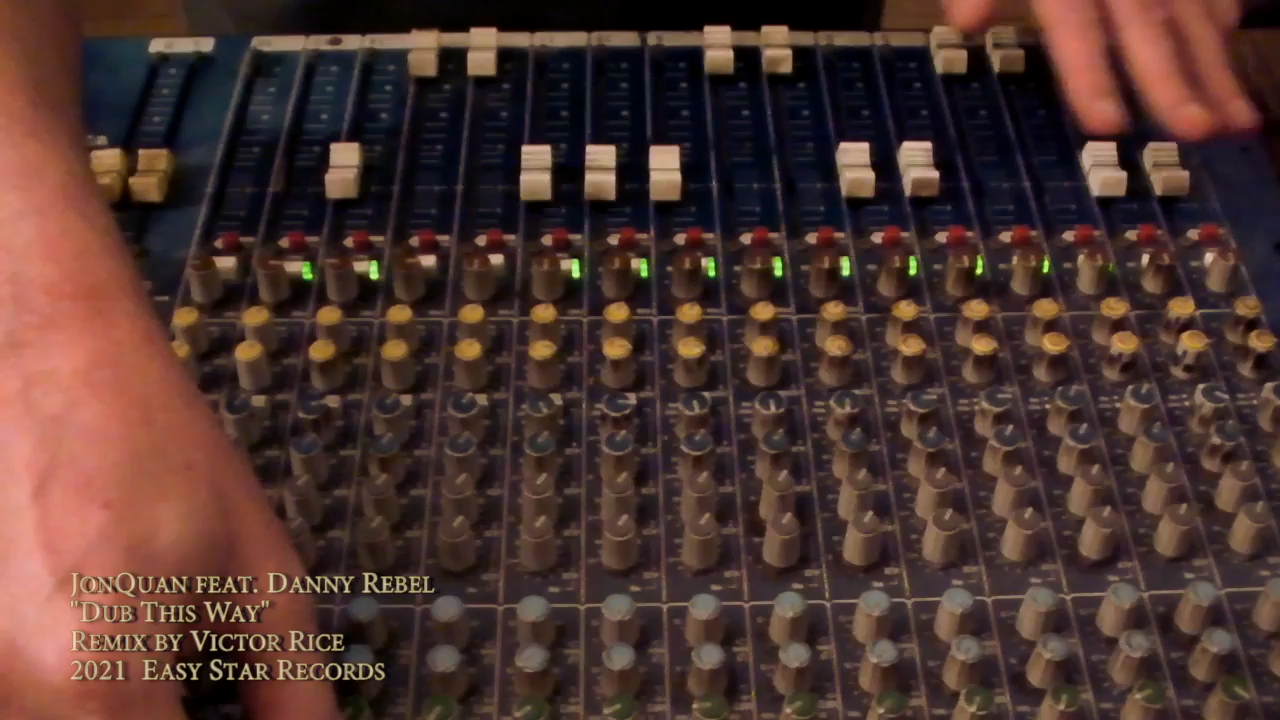 JonQuan feat. Danny Rebel
"Dub This Way"
Remix by Victor Rice
2021 Easy Star Records